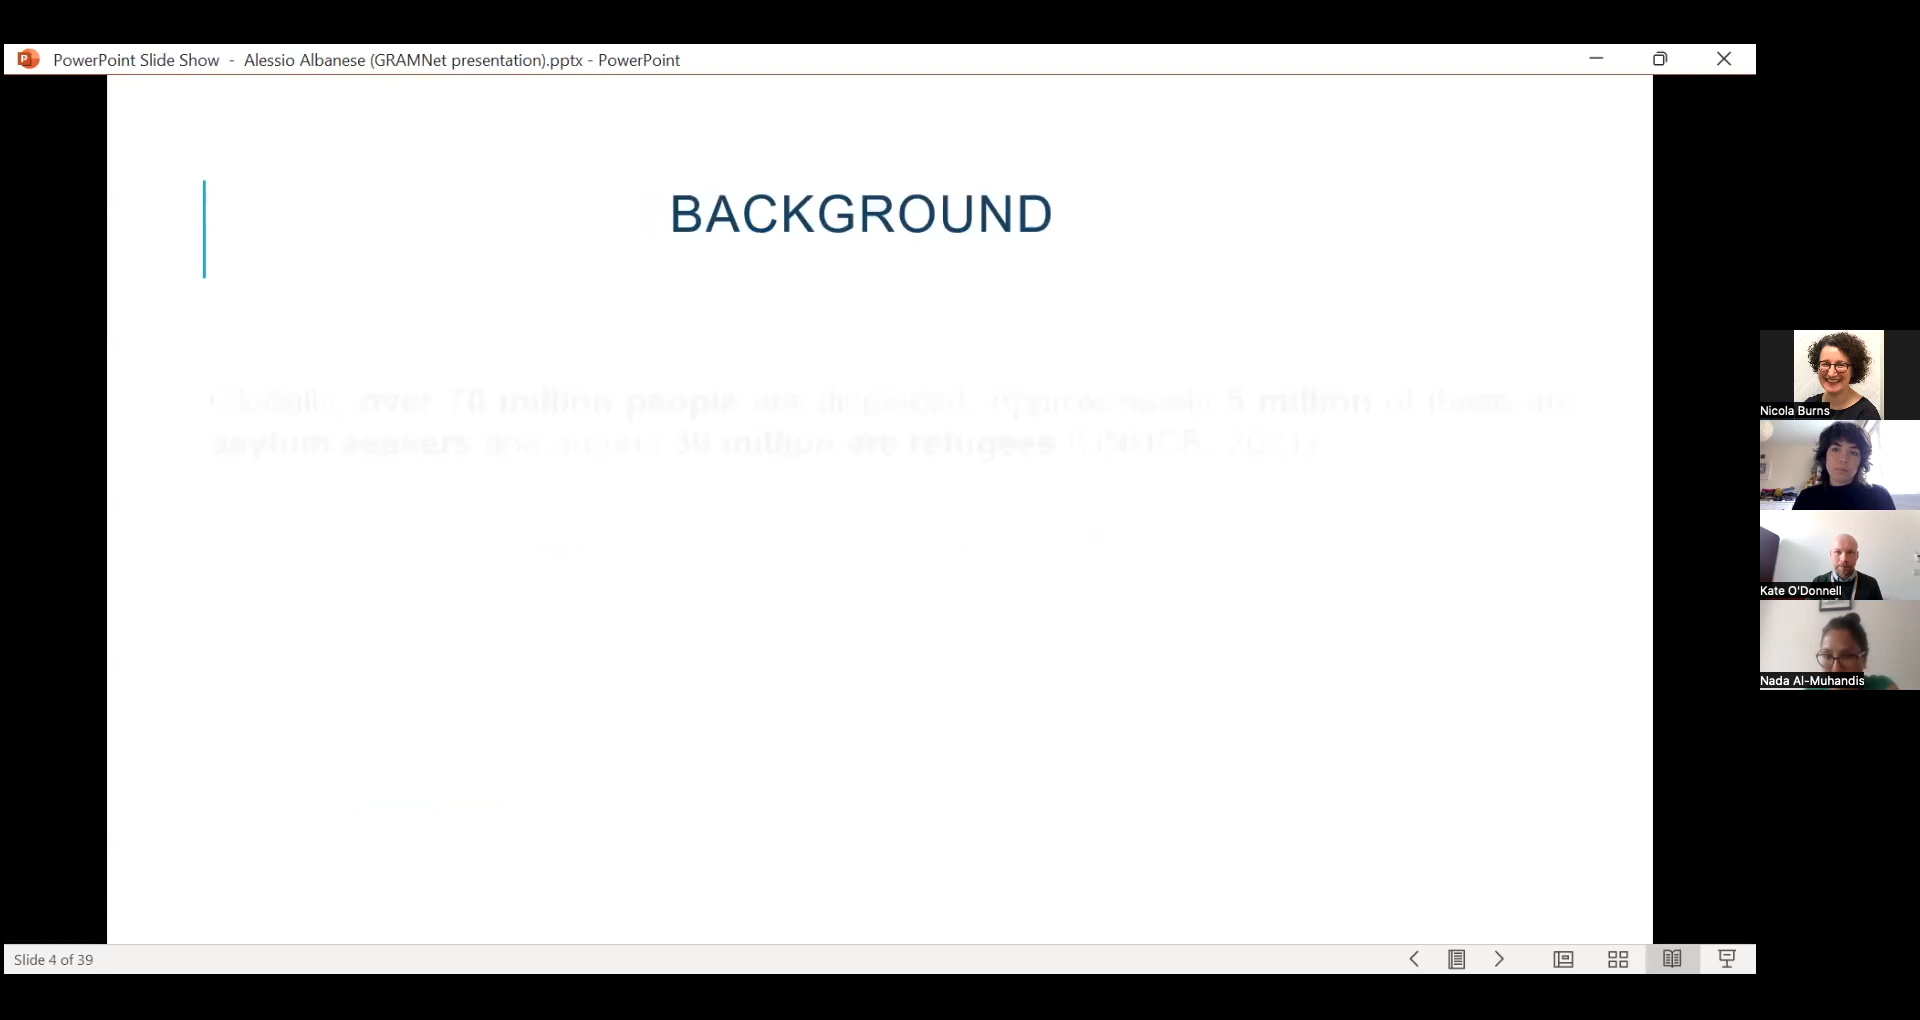 PowerPoint Slide Show - Alessio Albanese (GRAMNet presentation).pptx - PowerPoint
BACKGROUND
Globally, over 70 million people are displaced. Approximately 5 million of them are
asylum seekers and around 30 million are refugees (UNHCR, 2021)
Nicola Burns
Kate O'Donnell
Nada Al-Muhandis
Slide 4 of 39